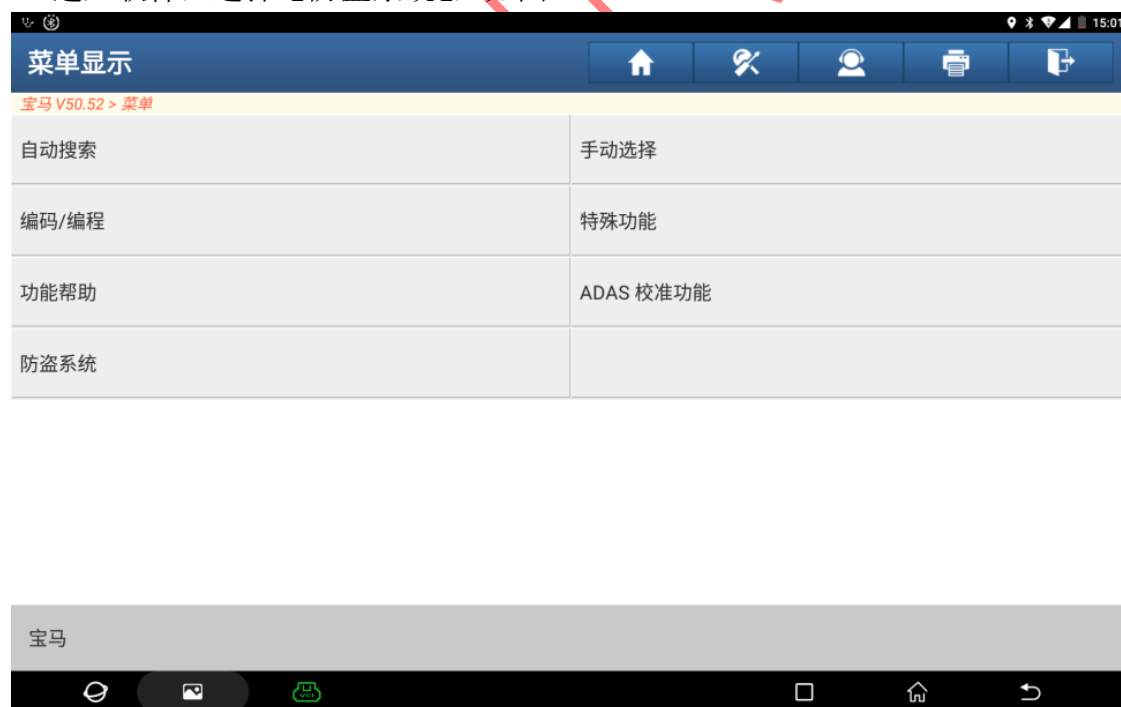 15:01
菜单显示
宝马 V50.52 > 菜单
自动搜索
手动选择
编码/编程
特殊功能
功能帮助
ADAS 校准功能
防盗系统
宝马
VCI